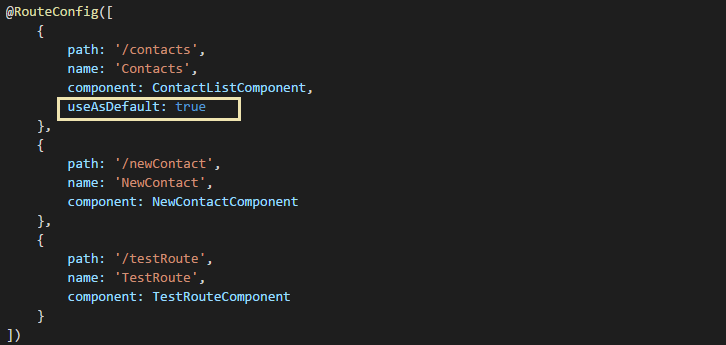 @RouteConfig([
    {
        path: '/contacts',
        name: 'Contacts',
        component: ContactListComponent,
        useAsDefault: true
    },
    {
        path: '/newContact',
        name: 'NewContact',
        component: NewContactComponent
    },
    {
        path: '/testRoute',
        name: 'TestRoute',
        component: TestRouteComponent
    }
])